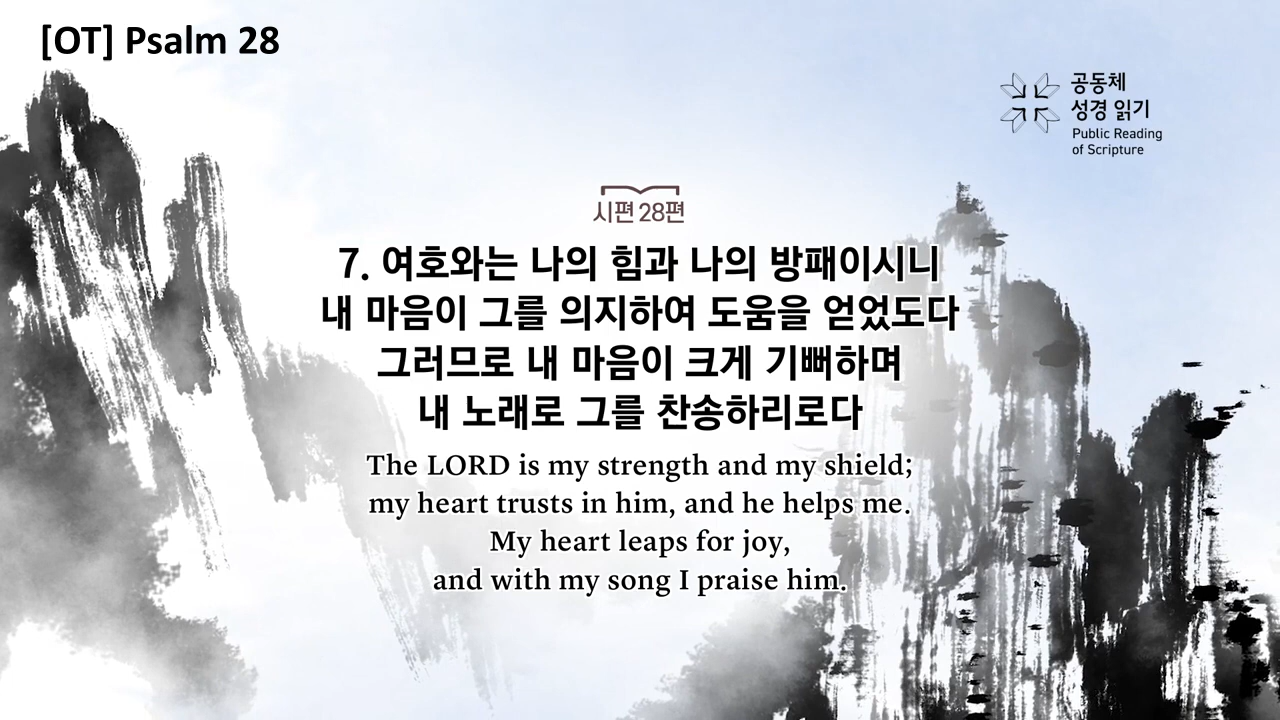 [OT] Psalm 28
공동체
성경 읽기
Public Reading
of Scripture
시편 28편
7. 여호와는 나의 힘과 나의 방패이시니
내 마음이 그를 의지하여 도움을 얻었도다
그러므로 내 마음이 크게 기뻐하며
내 노래로 그를 찬송하리로다
The LORD is my strength and my shield;
my heart trusts in him, and he helps me.
My heart leaps for joy,
and with my song I praise him.